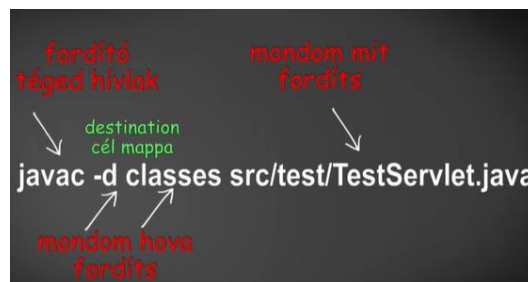 fordító
téged hívlak
mondom mit
fordíts
destination
cél mappa
javac -d classes src/test/TestServlet.java
mondom hova
fordíts